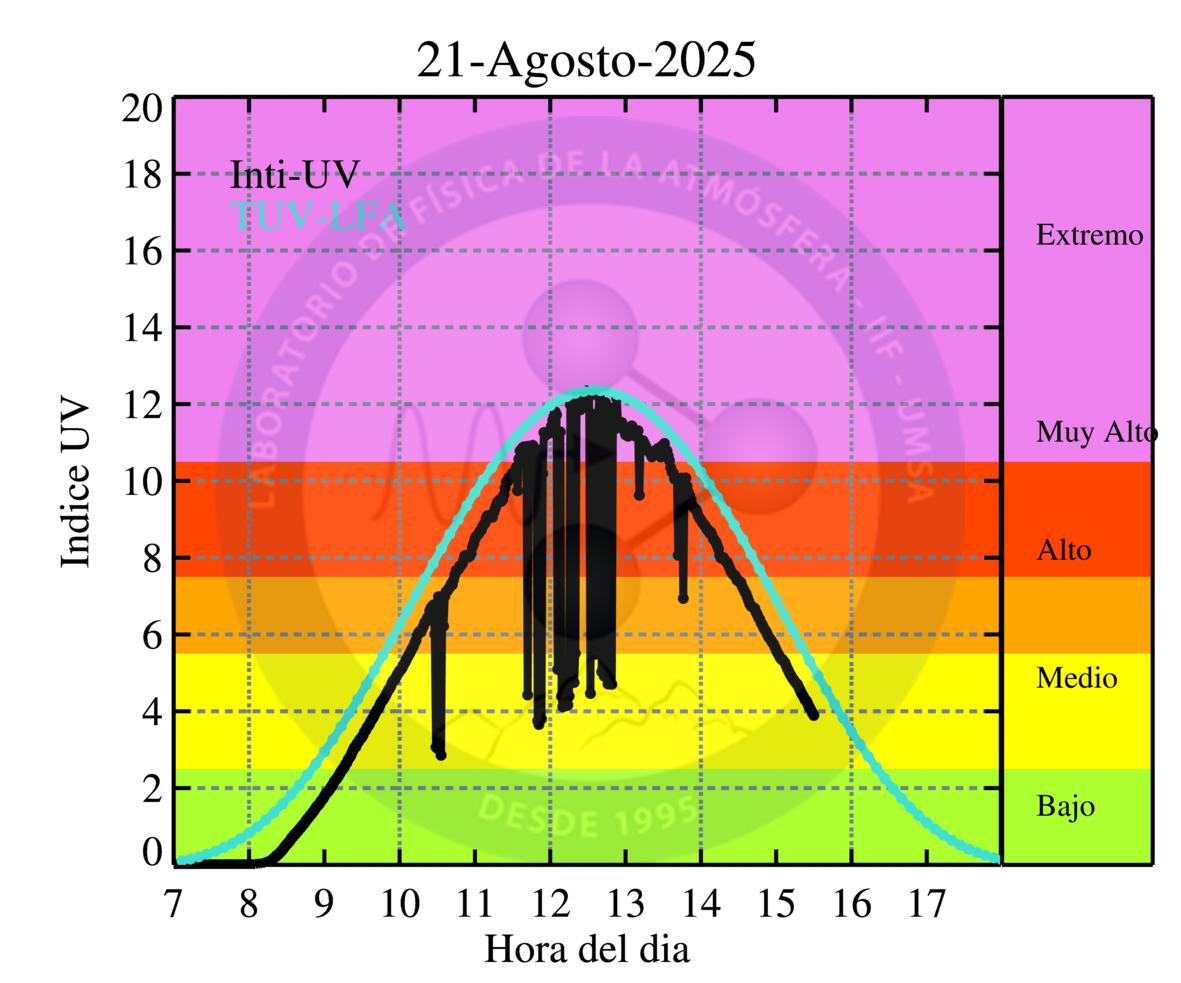 21-Agosto-2025
Inti-UV
TUV-LFA
LABORATORIO DE FÍSICA DE LA ATMÓSFERA - IIF - UMSA
DESDE 1995
Indice UV
20
18
16
14
12
10
8
6
4
2
0
Extremo
Muy Alto
Alto
Medio
Bajo
7 8 9 10 11 12 13 14 15 16 17
Hora del dia